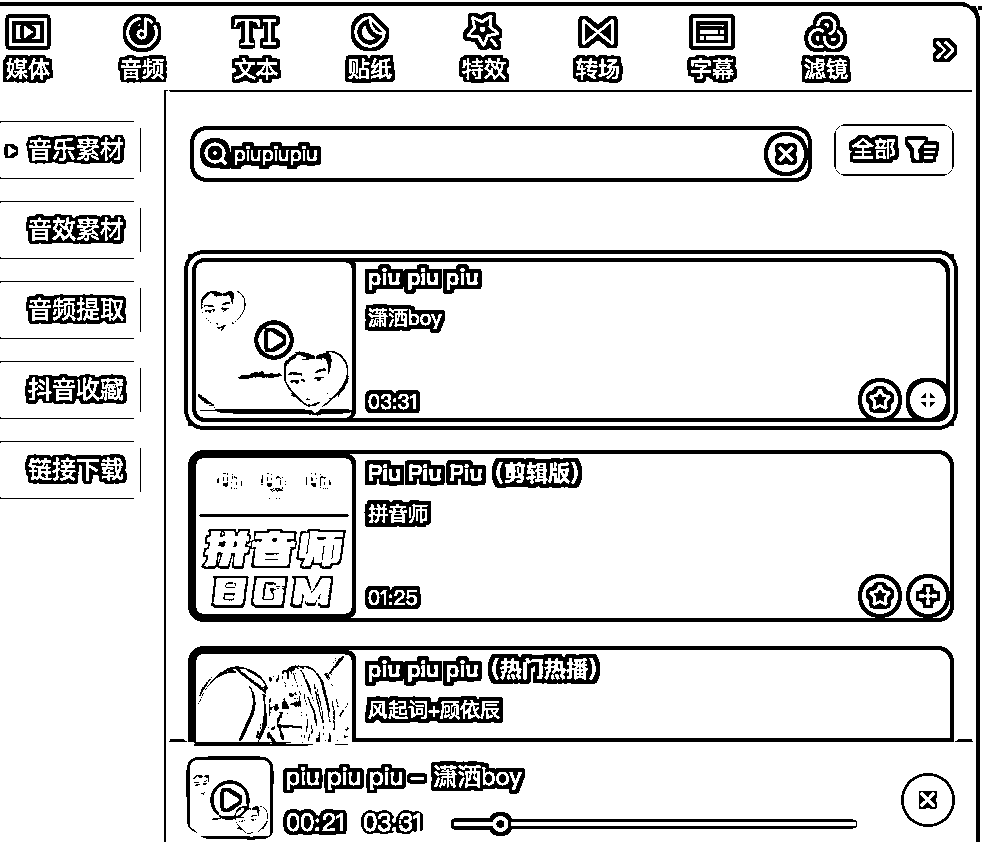 媒体 音频 文本 贴纸 特效 转场 字幕 滤镜
音乐素材
音效素材
音频提取
抖音收藏
链接下载
piupiupiu
全部
piu piu piu
潇洒boy
03:31
Piu Piu Piu（剪辑版）
拼音师
01:25
拼音师
BGM
piu piu piu（热门热播）
风起词+顾依辰
piu piu piu – 潇洒boy
00:21 03:31